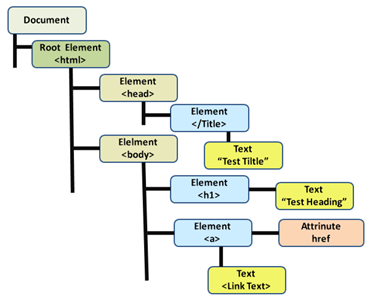 Document
Root Element
<html>
Element
<head>
Element
</Title>
Text
“Test Tiltle”
Elelment
<body>
Element
<h1>
Text
“Test Heading”
Element
<a>
Attrinute
href
Text
<Link Text>